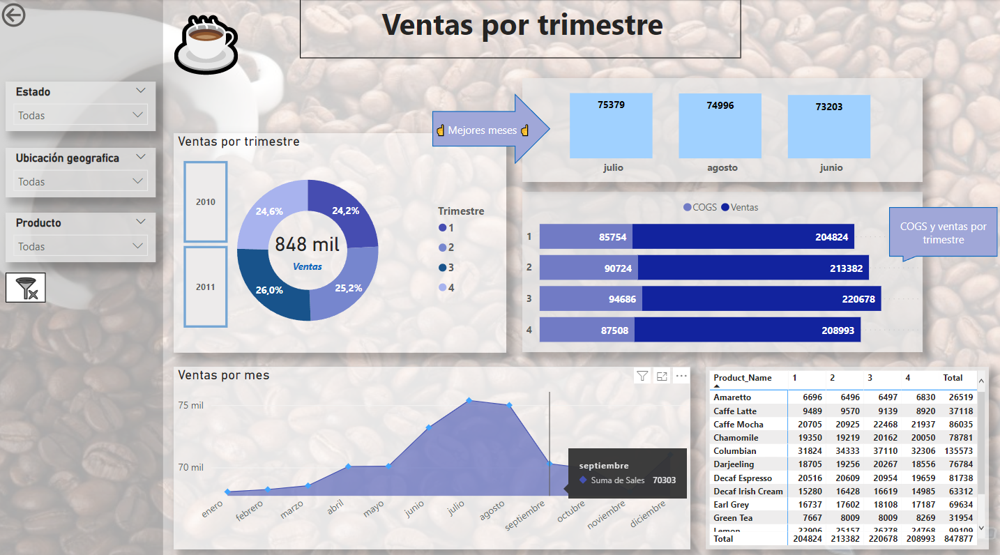 Ventas por trimestre
Estado
Todas
Ubicación geografica
Todas
Producto
Todas
Mejores meses
75379 74996 73203
julio agosto junio
Ventas por trimestre
2010
2011
24,6% 24,2%
26,0% 25,2%
848 mil
Ventas
Trimestre
1
2
3
4
COGS Ventas
1 85754 204824
2 90724 213382
3 94686 220678
4 87508 208993
COGS y ventas por
trimestre
Ventas por mes
75 mil
70 mil
septiembre
Suma de Sales 70303
enero febrero marzo abril mayo junio julio agosto septiembre octubre noviembre diciembre
Product_Name 1 2 3 4 Total
Amaretto 6696 6496 6497 6830 26519
Caffe Latte 9489 9570 9139 8920 37118
Caffe Mocha 20705 20925 22468 21937 86035
Chamomile 19350 19219 20162 20050 78781
Columbian 31824 34333 37110 32306 135573
Darjeeling 18705 19256 20267 18556 76784
Decaf Espresso 20516 20609 20954 19659 81738
Decaf Irish Cream 15280 16428 16619 14985 63312
Earl Grey 16737 17602 18108 17187 69634
Green Tea 7667 8009 8009 8269 31954
Lemon 22906 25157 26278 24768 99109
Total 204824 213382 220678 208993 847877